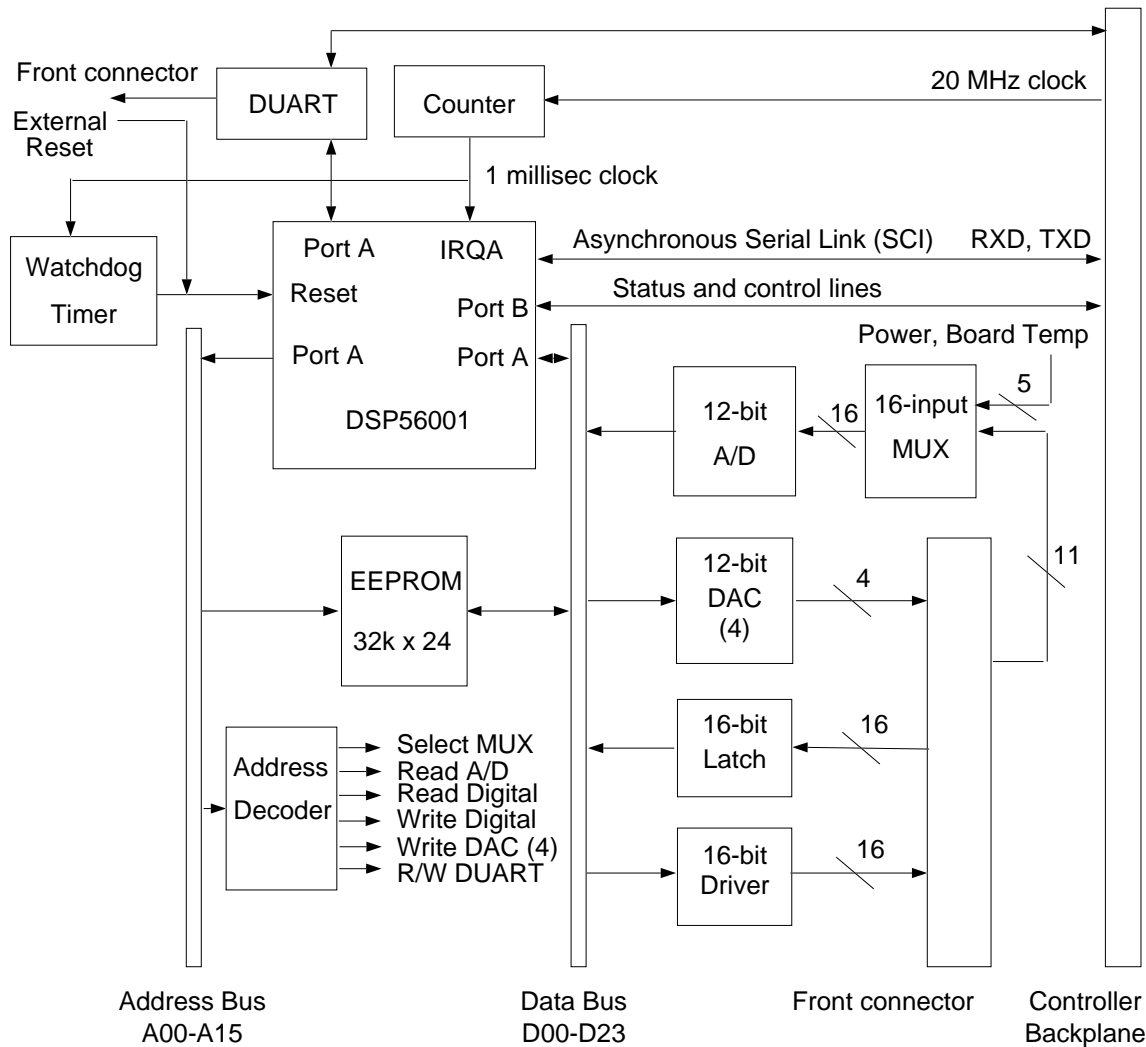 Front connector
DUART
Counter
20 MHz clock
External
Reset
1 millisec clock
Watchdog
Timer
Port A
IRQA
Reset
Port B
Port A
Port A
DSP56001
Asynchronous Serial Link (SCI)
RXD, TXD
Status and control lines
Power, Board Temp
12-bit
A/D
16
16-input
MUX
5
11
EEPROM
32k x 24
12-bit
DAC
(4)
4
Address
Decoder
Select MUX
Read A/D
Read Digital
Write Digital
Write DAC (4)
R/W DUART
16-bit
Latch
16
16-bit
Driver
16
Address Bus
A00-A15
Data Bus
D00-D23
Front connector
Controller
Backplane